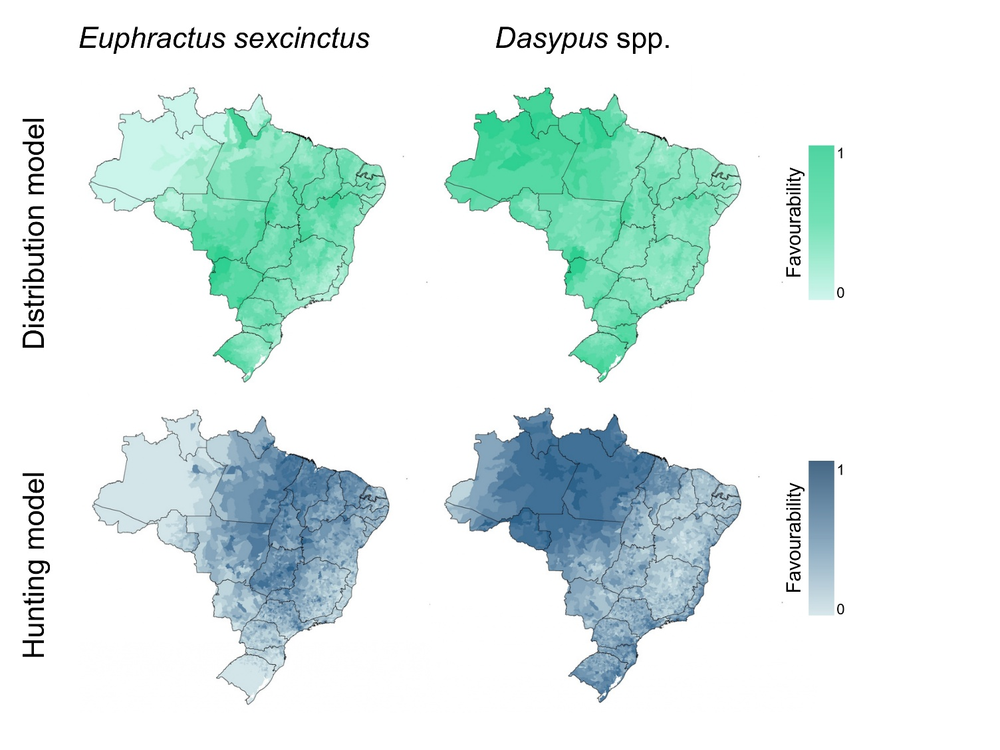 Euphractus sexcinctus
Dasypus spp.
Distribution model
Favourability
1
0
Hunting model
Favourability
1
0